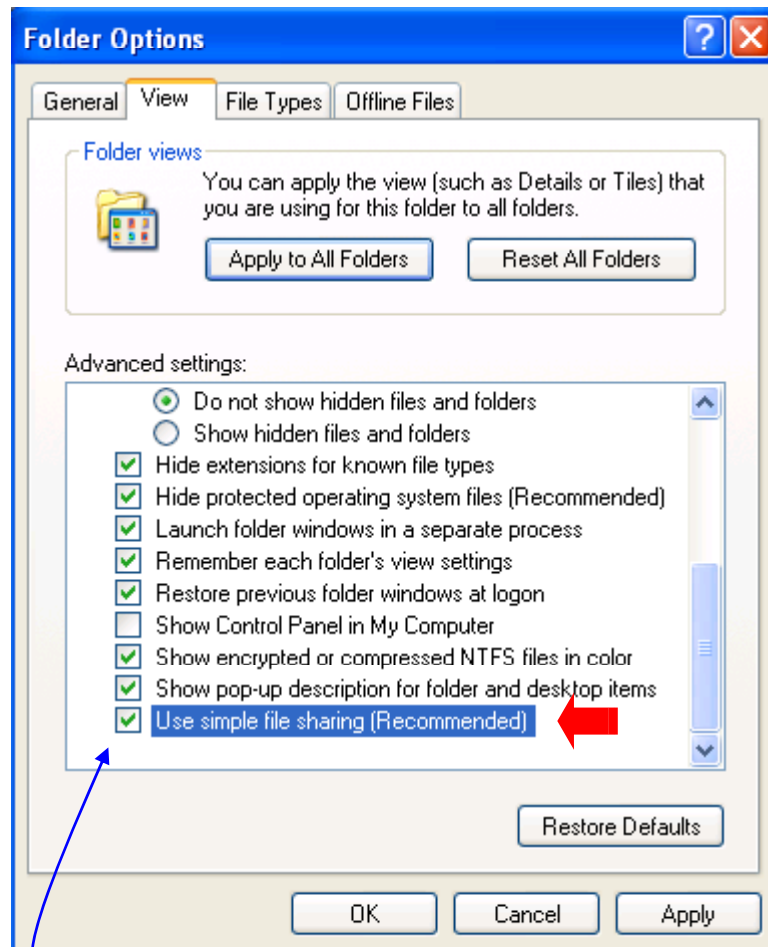 Folder Options
General View File Types Offline Files
Folder views
You can apply the view (such as Details or Tiles) that
you are using for this folder to all folders.
Apply to All Folders Reset All Folders
Advanced settings:
Do not show hidden files and folders
Show hidden files and folders
Hide extensions for known file types
Hide protected operating system files (Recommended)
Launch folder windows in a separate process
Remember each folder's view settings
Restore previous folder windows at logon
Show Control Panel in My Computer
Show encrypted or compressed NTFS files in color
Show pop-up description for folder and desktop items
Use simple file sharing (Recommended)
Restore Defaults
OK Cancel Apply